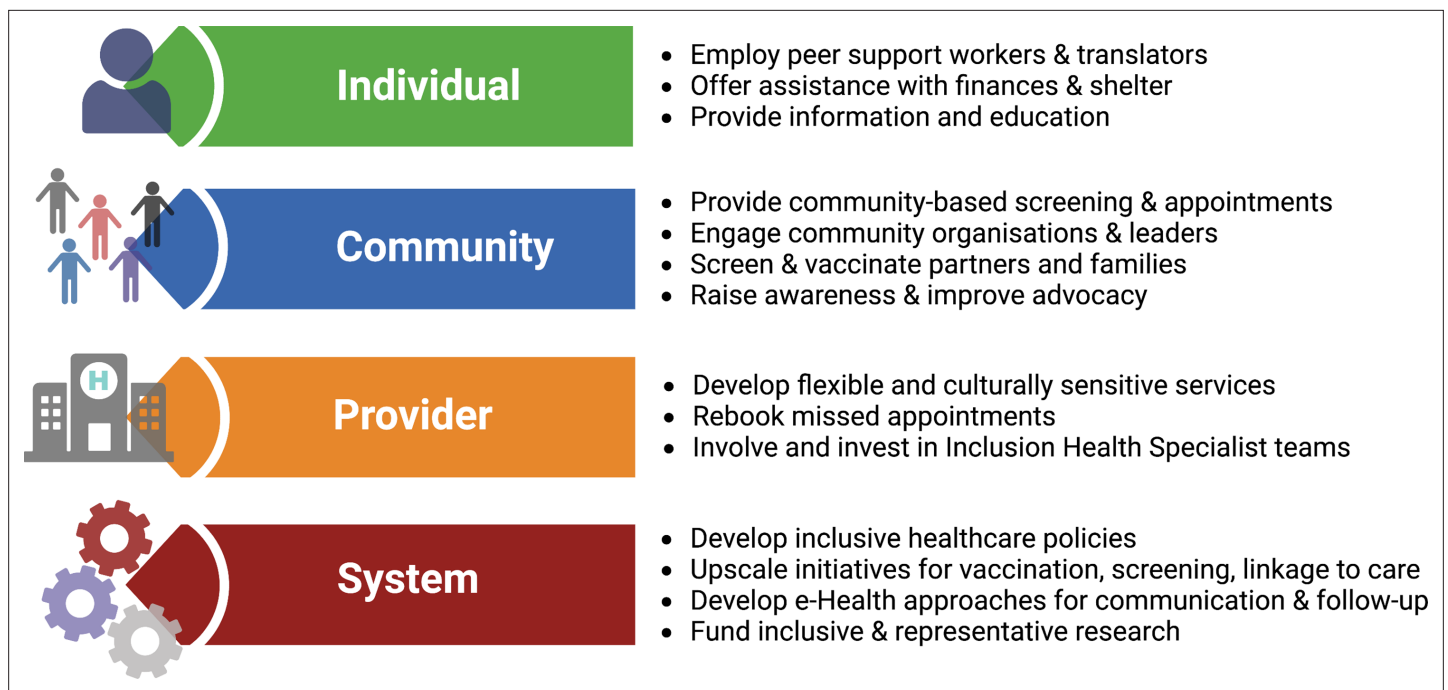 Individual
• Employ peer support workers & translators
• Offer assistance with finances & shelter
• Provide information and education
Community
• Provide community-based screening & appointments
• Engage community organisations & leaders
• Screen & vaccinate partners and families
• Raise awareness & improve advocacy
H
Provider
• Develop flexible and culturally sensitive services
• Rebook missed appointments
• Involve and invest in Inclusion Health Specialist teams
System
• Develop inclusive healthcare policies
• Upscale initiatives for vaccination, screening, linkage to care
• Develop e-Health approaches for communication & follow-up
• Fund inclusive & representative research